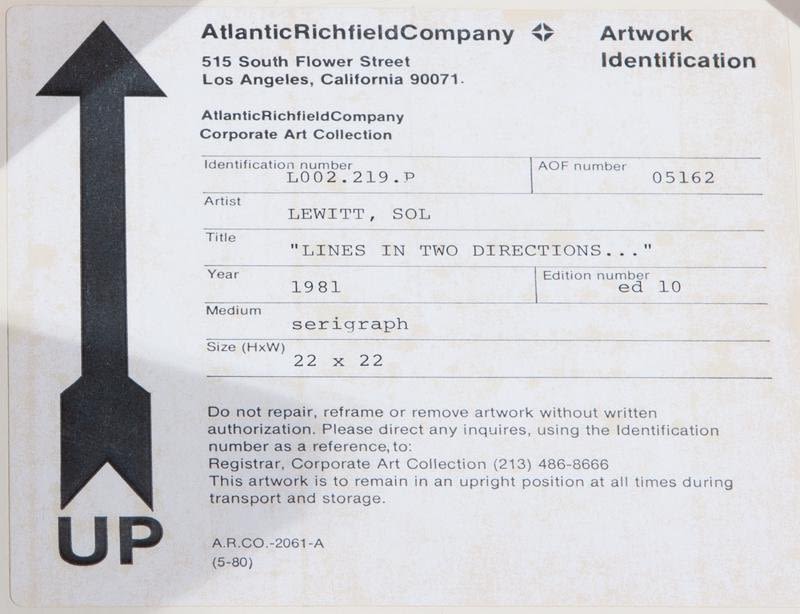 AtlanticRichfieldCompany
Artwork
Identification
515 South Flower Street
Los Angeles, California 90071.
AtlanticRichfieldCompany
Corporate Art Collection
Identification number
L002.219.P
AOF number
05162
Artist
LEWITT, SOL
Title
"LINES IN TWO DIRECTIONS..."
Year
1981
Edition number
ed 10
Medium
serigraph
Size (HxW)
22 x 22
Do not repair, reframe or remove artwork without written
authorization. Please direct any inquires, using the Identification
number as a reference, to:
Registrar, Corporate Art Collection (213) 486-8666
This artwork is to remain in an upright position at all times during
transport and storage.
UP
A.R.CO.-2061-A
(5-80)